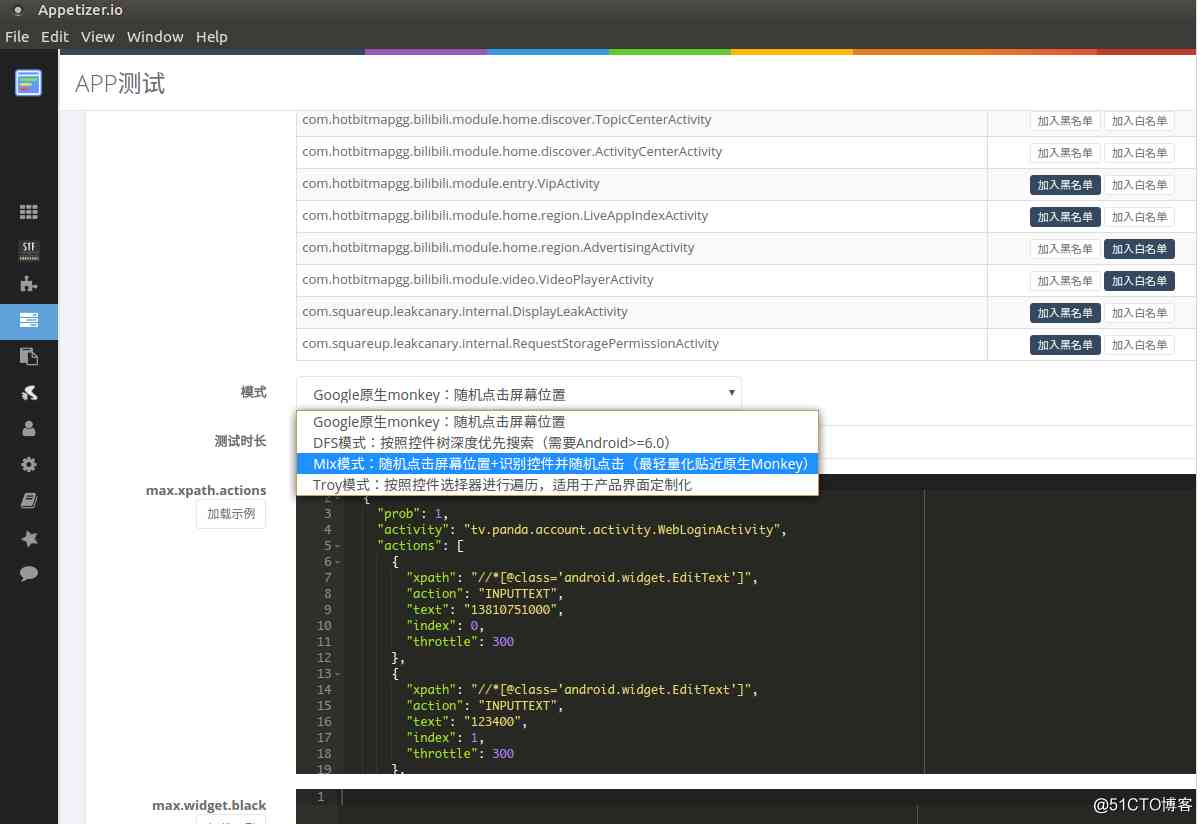 Appetizer.io
File Edit View Window Help
APP测试
com.hotbitmapgg.bilibili.module.home.discover.TopicCenterActivity 加入黑名单 加入白名单
com.hotbitmapgg.bilibili.module.home.discover.ActivityCenterActivity 加入黑名单 加入白名单
com.hotbitmapgg.bilibili.module.entry.VipActivity 加入黑名单 加入白名单
com.hotbitmapgg.bilibili.module.home.region.LiveAppIndexActivity 加入黑名单 加入白名单
com.hotbitmapgg.bilibili.module.home.region.AdvertisingActivity 加入黑名单 加入白名单
com.hotbitmapgg.bilibili.module.video.VideoPlayerActivity 加入黑名单 加入白名单
com.squareup.leakcanary.internal.DisplayLeakActivity 加入黑名单 加入白名单
com.squareup.leakcanary.internal.RequestStoragePermissionActivity 加入黑名单 加入白名单
STF
模式 Google原生monkey：随机点击屏幕位置
Google原生monkey：随机点击屏幕位置
测试时长
DFS模式：按照控件树深度优先搜索（需要Android>=6.0）
Mix模式：随机点击屏幕位置+识别控件并随机点击（最轻量化贴近原生Monkey）
Troy模式：按照控件选择器进行遍历，适用于产品界面定制化
max.xpath.actions
加载示例
2 {
3 "prob": 1,
4 "activity": "tv.panda.account.activity.WebLoginActivity",
5 "actions": [
6 {
7 "xpath": "//*[@class='android.widget.EditText']",
8 "action": "INPUTTEXT",
9 "text": "13810751000",
10 "index": 0,
11 "throttle": 300
12 },
13 {
14 "xpath": "//*[@class='android.widget.EditText']",
15 "action": "INPUTTEXT",
16 "text": "123400",
17 "index": 1,
18 "throttle": 300
19 },
max.widget.black
1
@51CTO博客